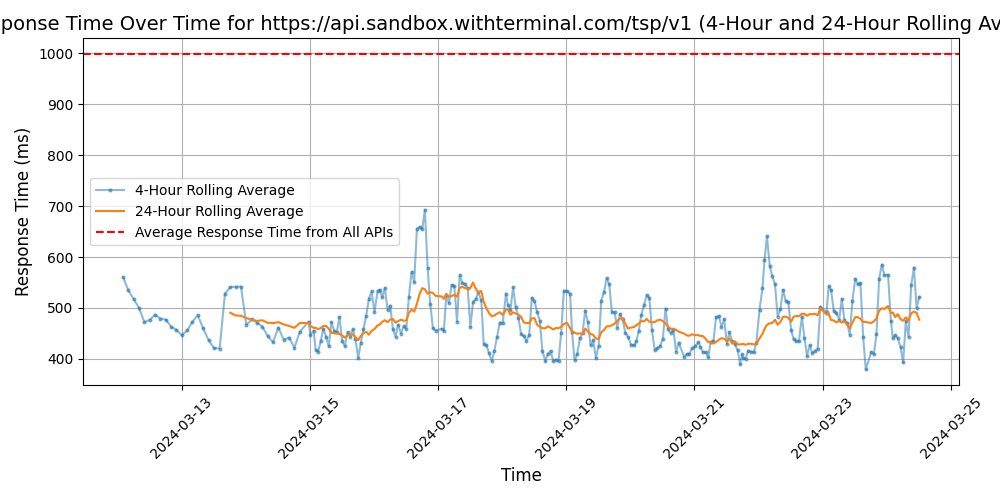 ponse Time Over Time for https://api.sandbox.withterminal.com/tsp/v1 (4-Hour and 24-Hour Rolling Av
1000
900
800
700
600
500
400
Response Time (ms)
4-Hour Rolling Average
24-Hour Rolling Average
Average Response Time from All APIs
2024-03-13
2024-03-15
2024-03-17
2024-03-19
2024-03-21
2024-03-23
2024-03-25
Time